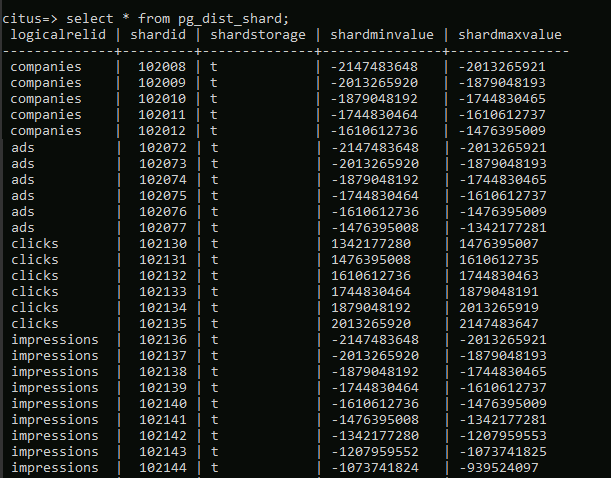 citus=> select * from pg_dist_shard;
logicalrelid | shardid | shardstorage | shardminvalue | shardmaxvalue
--------------+---------+--------------+---------------+---------------
companies | 102008 | t | -2147483648 | -2013265921
companies | 102009 | t | -2013265920 | -1879048193
companies | 102010 | t | -1879048192 | -1744830465
companies | 102011 | t | -1744830464 | -1610612737
companies | 102012 | t | -1610612736 | -1476395009
ads | 102072 | t | -2147483648 | -2013265921
ads | 102073 | t | -2013265920 | -1879048193
ads | 102074 | t | -1879048192 | -1744830465
ads | 102075 | t | -1744830464 | -1610612737
ads | 102076 | t | -1610612736 | -1476395009
ads | 102077 | t | -1476395008 | -1342177281
clicks | 102130 | t | 1342177280 | 1476395007
clicks | 102131 | t | 1476395008 | 1610612735
clicks | 102132 | t | 1610612736 | 1744830463
clicks | 102133 | t | 1744830464 | 1879048191
clicks | 102134 | t | 1879048192 | 2013265919
clicks | 102135 | t | 2013265920 | 2147483647
impressions | 102136 | t | -2147483648 | -2013265921
impressions | 102137 | t | -2013265920 | -1879048193
impressions | 102138 | t | -1879048192 | -1744830465
impressions | 102139 | t | -1744830464 | -1610612737
impressions | 102140 | t | -1610612736 | -1476395009
impressions | 102141 | t | -1476395008 | -1342177281
impressions | 102142 | t | -1342177280 | -1207959553
impressions | 102143 | t | -1207959552 | -1073741825
impressions | 102144 | t | -1073741824 | -939524097